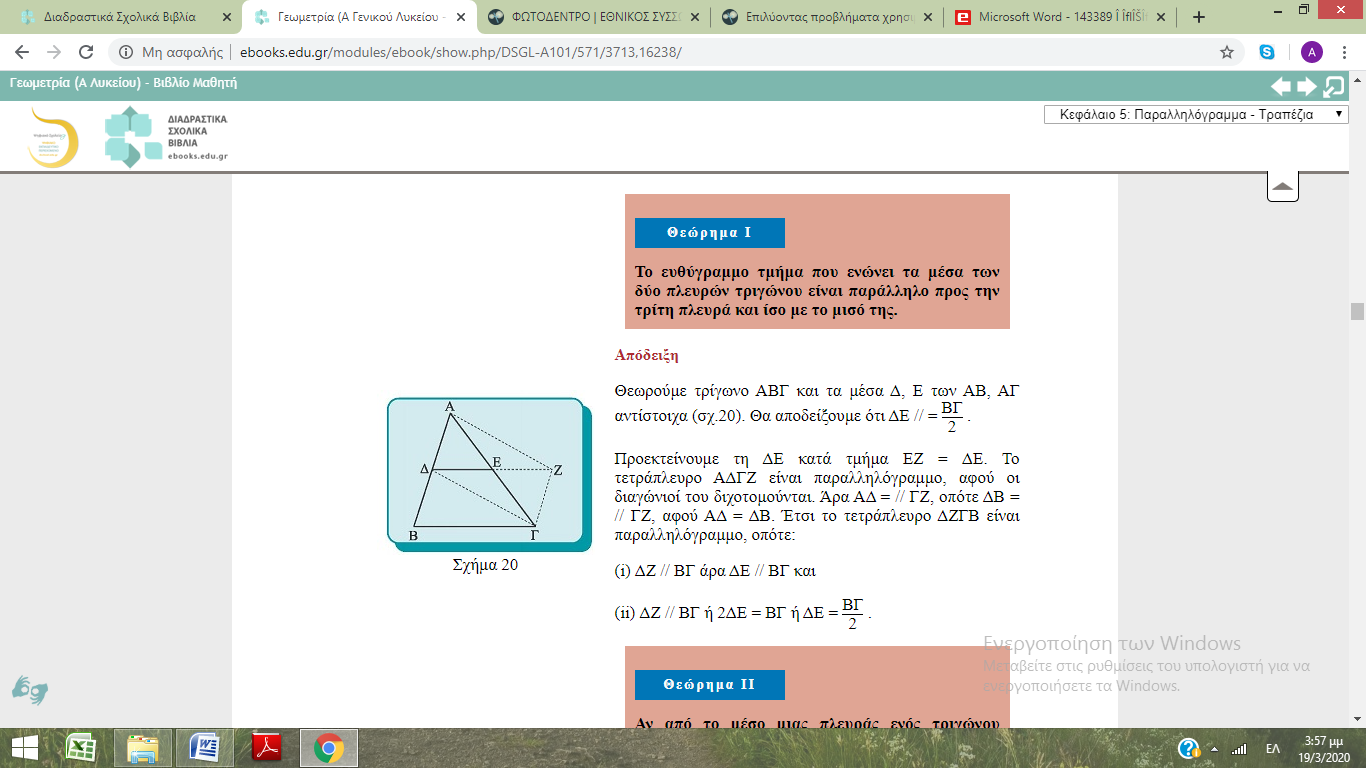 Διαδραστικά Σχολικά Βιβλία
Γεωμετρία (Α Γενικού Λυκείου -
ΦΩΤΟΔΕΝΤΡΟ | ΕΘΝΙΚΟΣ ΣΥΣΣ
Επιλύοντας προβλήματα χρησι
Microsoft Word - 143389
Μη ασφαλής
ebooks.edu.gr/modules/ebook/show.php/DSGL-A101/571/3713,16238/
A
Γεωμετρία (Α Λυκείου) - Βιβλίο Μαθητή
ΔΙΑΔΡΑΣΤΙΚΑ
ΣΧΟΛΙΚΑ
ΒΙΒΛΙΑ
ebooks.edu.gr
Κεφάλαιο 5: Παραλληλόγραμμα - Τραπέζια
Θεώρημα Ι
Το ευθύγραμμο τμήμα που ενώνει τα μέσα των
δύο πλευρών τριγώνου είναι παράλληλο προς την
τρίτη πλευρά και ίσο με το μισό της.
Απόδειξη
Θεωρούμε τρίγωνο ΑΒΓ και τα μέσα Δ, Ε των ΑΒ, ΑΓ
αντίστοιχα (σχ.20). Θα αποδείξουμε ότι ΔΕ // = ΒΓ/2 .
Προεκτείνουμε τη ΔΕ κατά τμήμα ΕΖ = ΔΕ. Το
τετράπλευρο ΑΔΓΖ είναι παραλληλόγραμμο, αφού οι
διαγώνιοί του διχοτομούνται. Άρα ΑΔ = // ΓΖ, οπότε ΔΒ =
// ΓΖ, αφού ΑΔ = ΔΒ. Έτσι το τετράπλευρο ΔΖΓΒ είναι
παραλληλόγραμμο, οπότε:
(i) ΔΖ // ΒΓ άρα ΔΕ // ΒΓ και
(ii) ΔΖ // ΒΓ ή 2ΔΕ = ΒΓ ή ΔΕ = ΒΓ/2 .
Α
Δ
Ε
Ζ
Β
Γ
Σχήμα 20
Θεώρημα ΙΙ
Αν από το μέσο μιας πλευράς ενός τριγώνου
Ενεργοποίηση των Windows
Μεταβείτε στις ρυθμίσεις του υπολογιστή για να
ενεργοποιήσετε τα Windows.
ΕΛ
3:57 μμ
19/3/2020